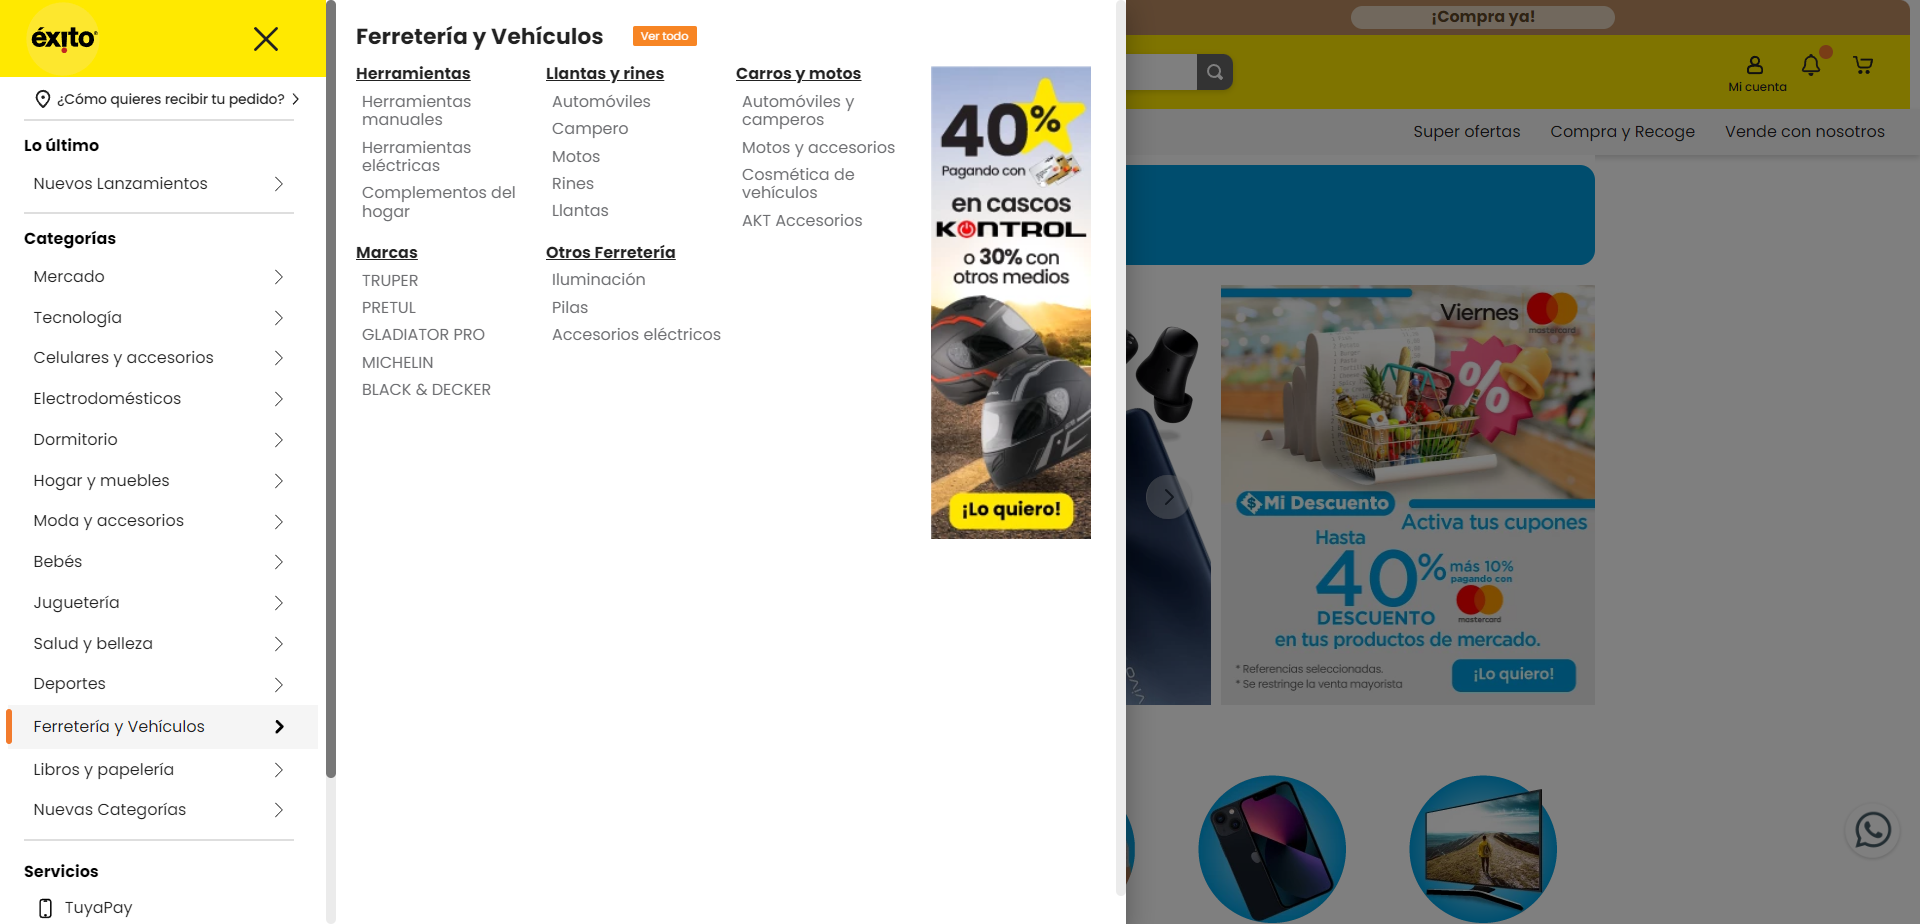 éxito
¿Cómo quieres recibir tu pedido?
Lo último
Nuevos Lanzamientos
Categorías
Mercado
Tecnología
Celulares y accesorios
Electrodomésticos
Dormitorio
Hogar y muebles
Moda y accesorios
Bebés
Juguetería
Salud y belleza
Deportes
Ferretería y Vehículos
Libros y papelería
Nuevas Categorías
Servicios
TuyaPay
Ferretería y Vehículos
Ver todo
Herramientas
Herramientas
manuales
Herramientas
eléctricas
Complementos del
hogar
Marcas
TRUPER
PRETUL
GLADIATOR PRO
MICHELIN
BLACK & DECKER
Llantas y rines
Automóviles
Campero
Motos
Rines
Llantas
Otros Ferretería
Iluminación
Pilas
Accesorios eléctricos
Carros y motos
Automóviles y
camperos
Motos y accesorios
Cosmética de
vehículos
AKT Accesorios
40%
Pagando con
en cascos
KONTROL
o 30% con
otros medios
¡Lo quiero!
¡Compra ya!
Mi cuenta
Super ofertas
Compra y Recoge
Vende con nosotros
Viernes
mastercard
%
$ Mi Descuento
Activa tus cupones
Hasta
40%
más 10%
pagando con
mastercard
DESCUENTO
en tus productos de mercado.
* Referencias seleccionadas.
* Se restringe la venta mayorista
¡Lo quiero!